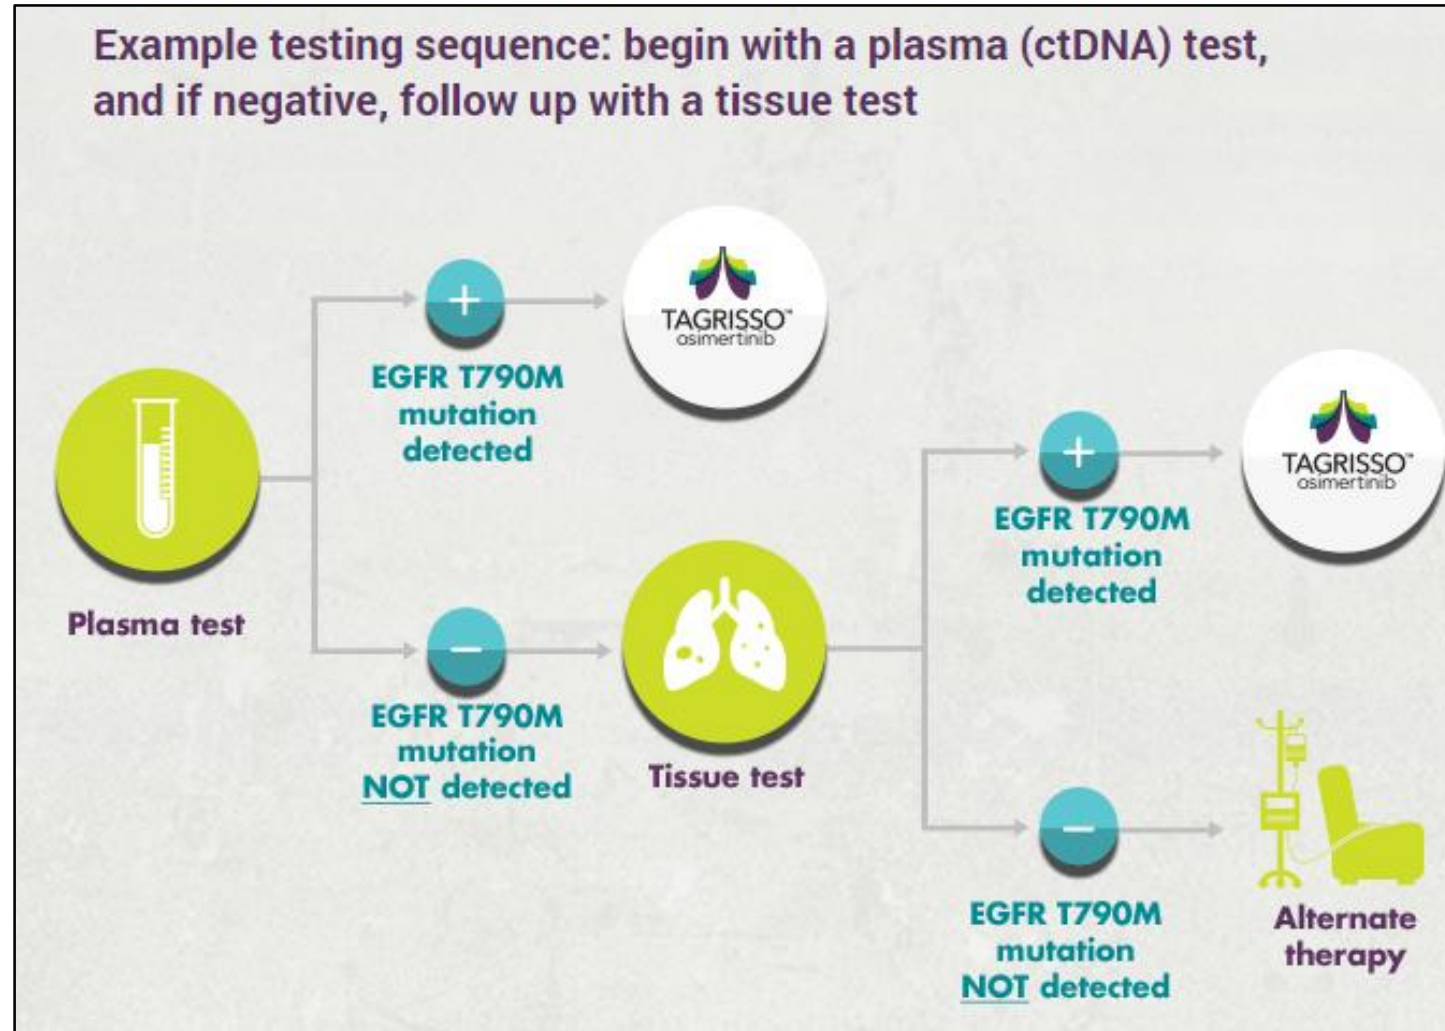 Example testing sequence: begin with a plasma (ctDNA) test,
and if negative, follow up with a tissue test
+
TAGRISSO™
osimertinib
EGFR T790M
mutation
detected
Plasma test
−
EGFR T790M
mutation
NOT detected
Tissue test
+
TAGRISSO™
osimertinib
EGFR T790M
mutation
detected
−
EGFR T790M
mutation
NOT detected
Alternate
therapy